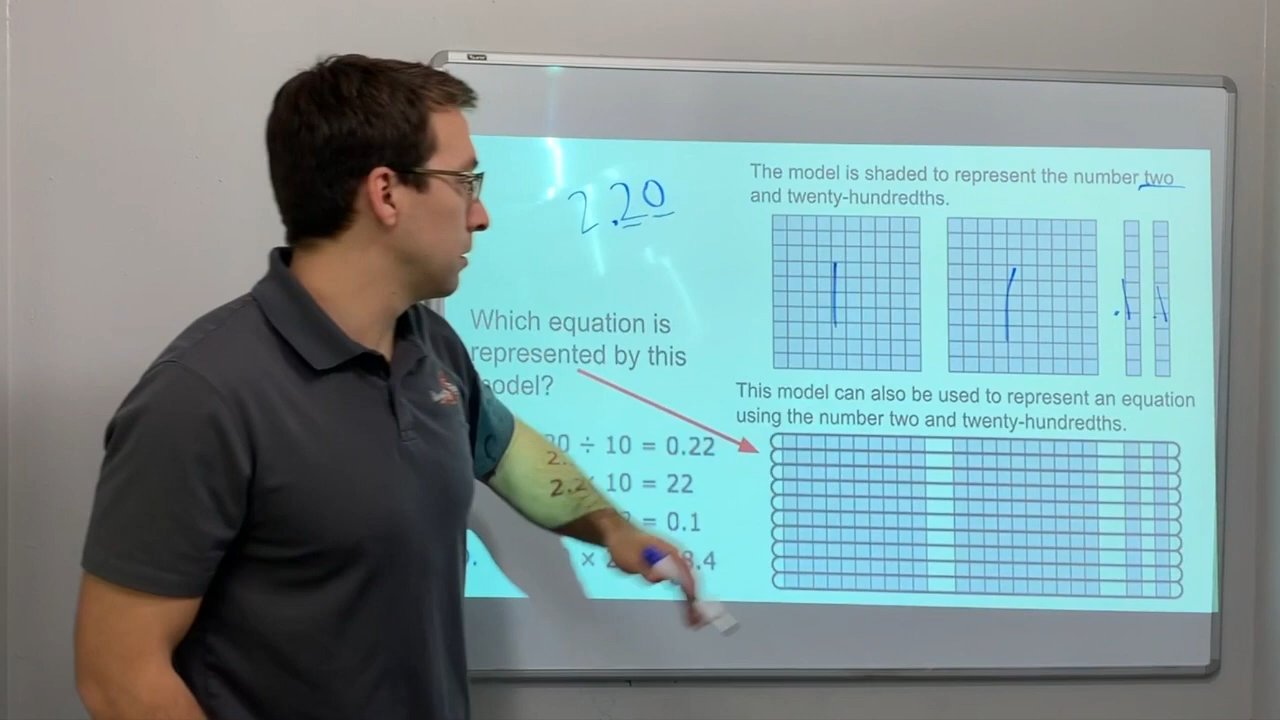 The model is shaded to represent the number two
and twenty-hundredths.
2.20
Which equation is
represented by this
This model can also be used to represent an equation
using the number two and twenty-hundredths.
÷ 10 = 0.22
10 = 22
= 0.1